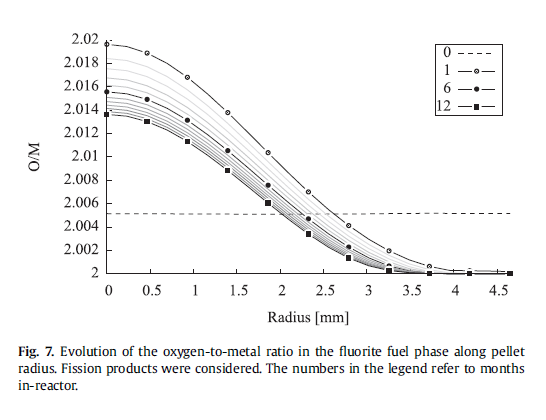 2.02
2.018
2.016
2.014
2.012
2.01
2.008
2.006
2.004
2.002
2
O/M
0
1
6
12
0 0.5 1 1.5 2 2.5 3 3.5 4 4.5
Radius [mm]
Fig. 7. Evolution of the oxygen-to-metal ratio in the fluorite fuel phase along pellet
radius. Fission products were considered. The numbers in the legend refer to months
in-reactor.